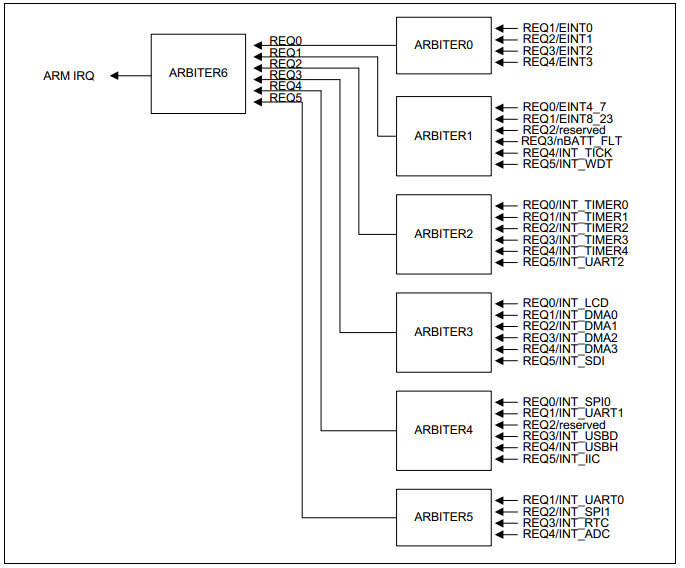 ARM IRQ
ARBITER6
REQ0
REQ1
REQ2
REQ3
REQ4
REQ5
ARBITER0
REQ1/EINT0
REQ2/EINT1
REQ3/EINT2
REQ4/EINT3
ARBITER1
REQ0/EINT4_7
REQ1/EINT8_23
REQ2/reserved
REQ3/nBATT_FLT
REQ4/INT_TICK
REQ5/INT_WDT
ARBITER2
REQ0/INT_TIMER0
REQ1/INT_TIMER1
REQ2/INT_TIMER2
REQ3/INT_TIMER3
REQ4/INT_TIMER4
REQ5/INT_UART2
ARBITER3
REQ0/INT_LCD
REQ1/INT_DMA0
REQ2/INT_DMA1
REQ3/INT_DMA2
REQ4/INT_DMA3
REQ5/INT_SDI
ARBITER4
REQ0/INT_SPI0
REQ1/INT_UART1
REQ2/reserved
REQ3/INT_USBD
REQ4/INT_USBH
REQ5/INT_IIC
ARBITER5
REQ1/INT_UART0
REQ2/INT_SPI1
REQ3/INT_RTC
REQ4/INT_ADC